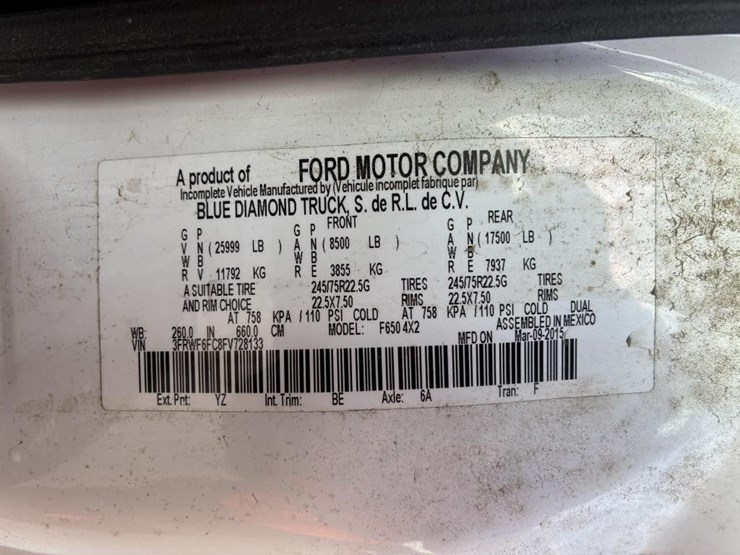 A product of FORD MOTOR COMPANY
Incomplete Vehicle Manufactured by (Vehicule incomplet fabrique par)
BLUE DIAMOND TRUCK, S. de R.L. de C.V.
FRONT REAR
G P G P G P
V N ( 25999 LB ) A N ( 8500 LB ) A N ( 17500 LB )
W B W B W B
R V 11792 KG R E 3855 KG R E 7937 KG
A SUITABLE TIRE 245/75R22.5G TIRES 245/75R22.5G TIRES
AND RIM CHOICE 22.5X7.50 RIMS 22.5X7.50 RIMS
AT 758 KPA / 110 PSI COLD AT 758 KPA / 110 PSI COLD DUAL
WB: 260.0 IN 660.0 CM MODEL: F650 4X2 ASSEMBLED IN MEXICO
VIN 3FRWF6FC8FV728133 MFD ON Mar-09-2015
Ext. Pnt: YZ Int. Trim: BE Axle: 6A Tran: F